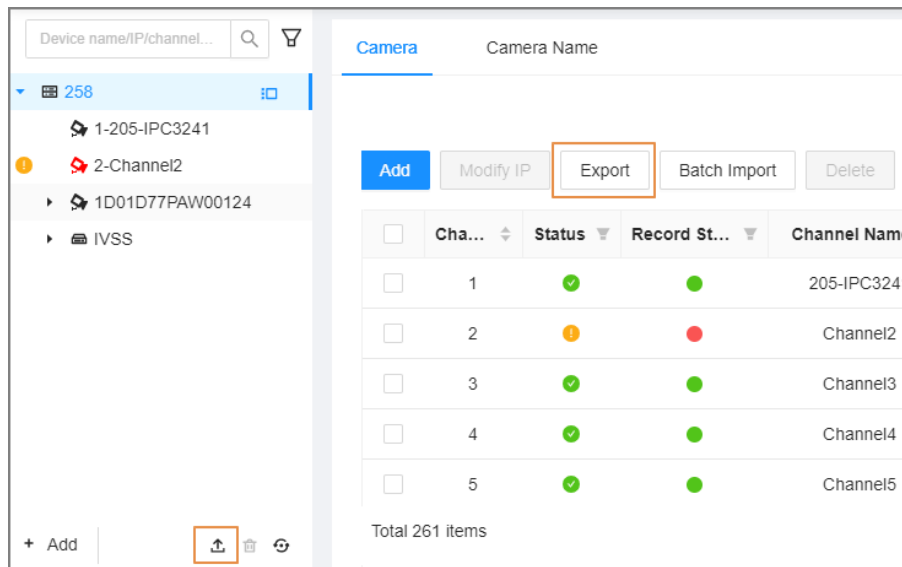 Device name/IP/channel...
258
1-205-IPC3241
2-Channel2
1D01D77PAW00124
IVSS
+ Add
Camera Camera Name
Add Modify IP Export Batch Import Delete
Cha... Status Record St... Channel Nam
1 205-IPC324
2 Channel2
3 Channel3
4 Channel4
5 Channel5
Total 261 items